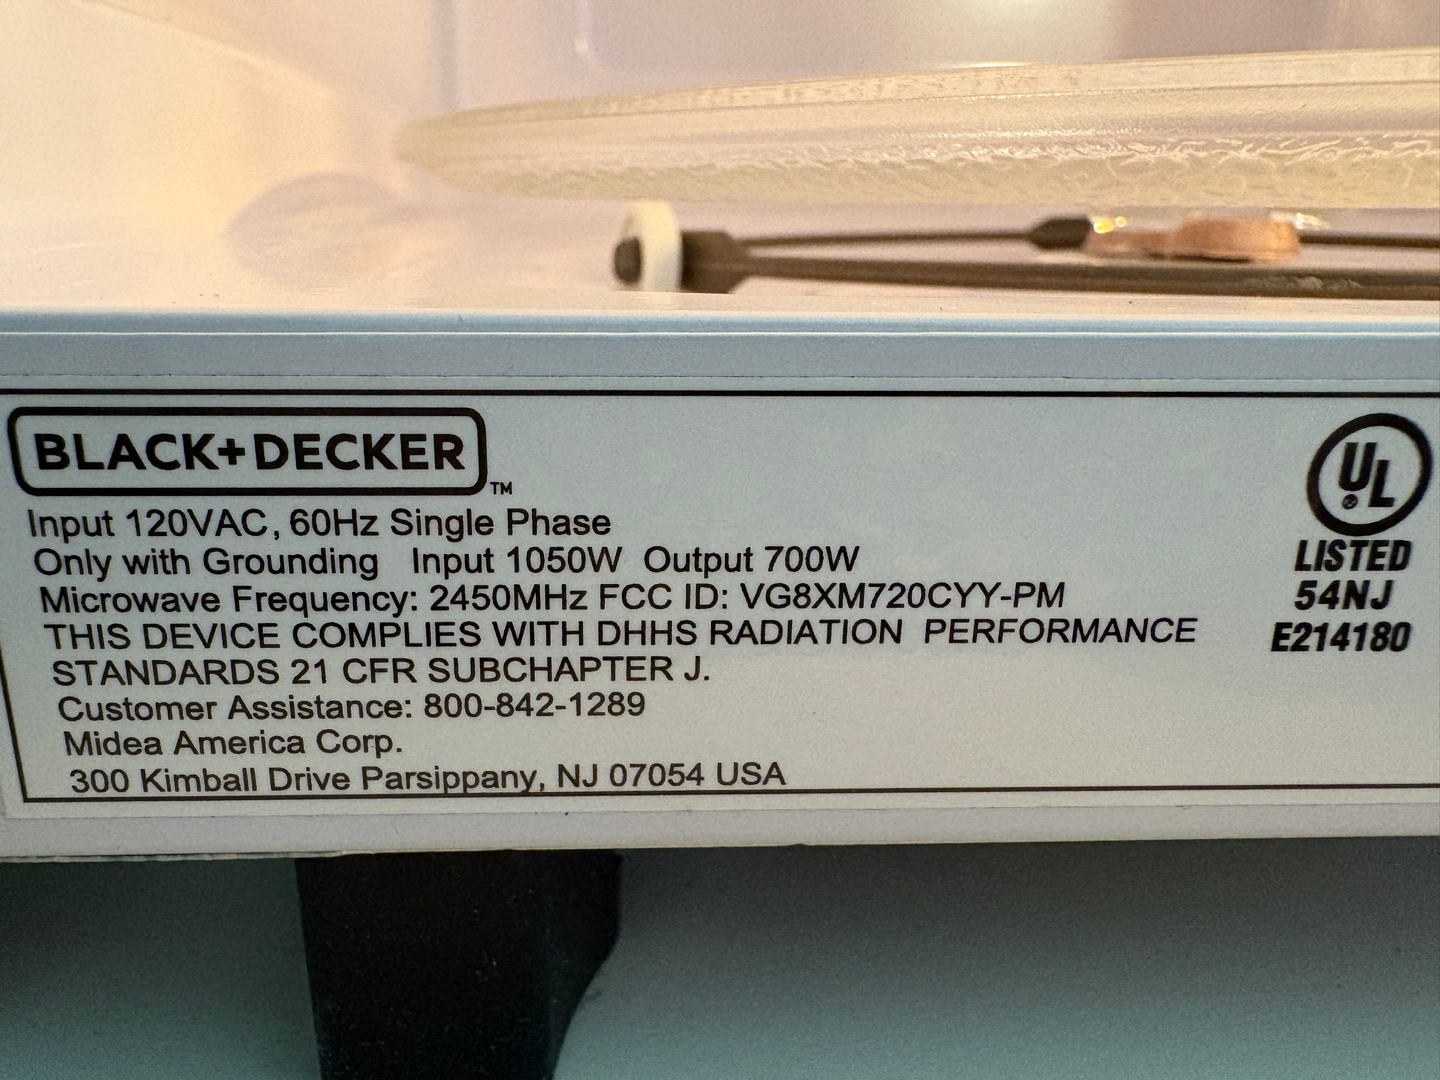 BLACK+DECKER™
Input 120VAC, 60Hz Single Phase
Only with Grounding Input 1050W Output 700W
Microwave Frequency: 2450MHz FCC ID: VG8XM720CYY-PM
THIS DEVICE COMPLIES WITH DHHS RADIATION PERFORMANCE
STANDARDS 21 CFR SUBCHAPTER J.
Customer Assistance: 800-842-1289
Midea America Corp.
300 Kimball Drive Parsippany, NJ 07054 USA
UL®
LISTED
54NJ
E214180